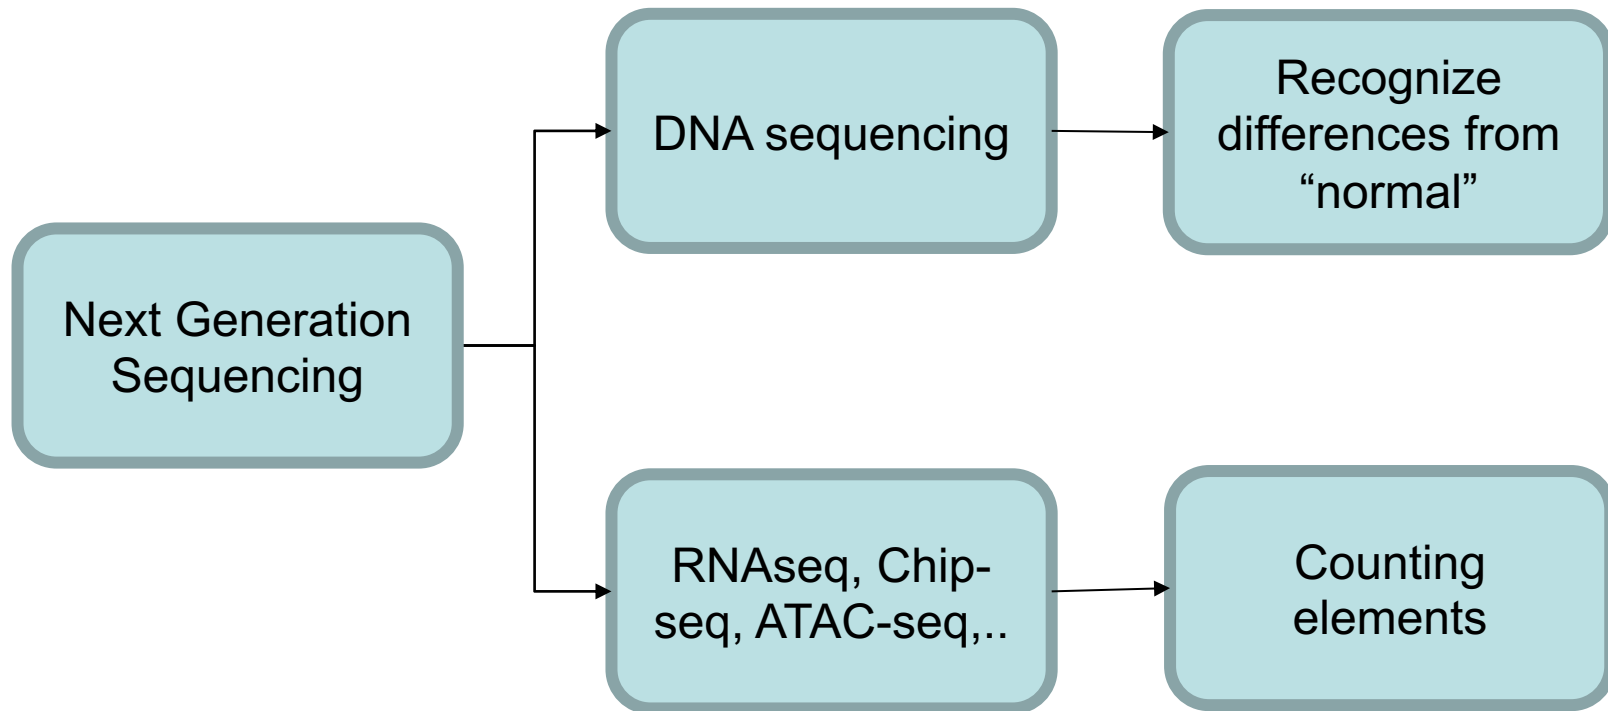 Next Generation
Sequencing
DNA sequencing
Recognize
differences from
“normal”
RNAseq, Chip-
seq, ATAC-seq,..
Counting
elements